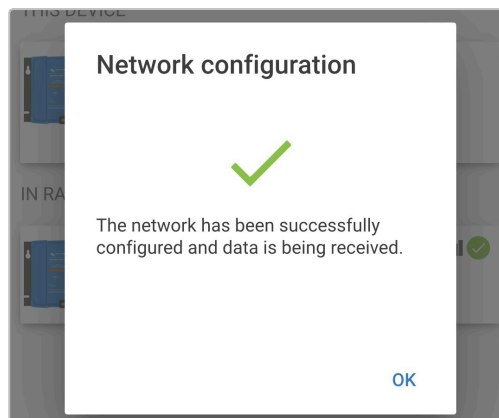 THIS DEVICE
Network configuration
IN RA
The network has been successfully
configured and data is being received.
OK